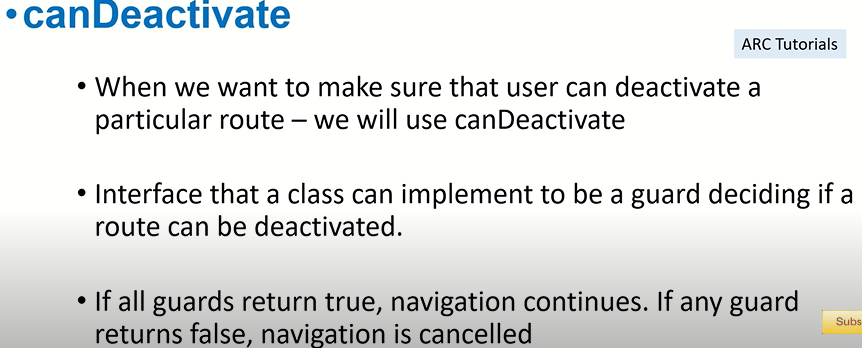 •canDeactivate
ARC Tutorials
• When we want to make sure that user can deactivate a
particular route – we will use canDeactivate
• Interface that a class can implement to be a guard deciding if a
route can be deactivated.
• If all guards return true, navigation continues. If any guard
returns false, navigation is cancelled
Subs